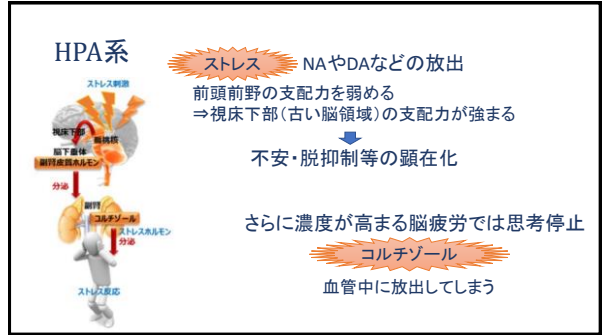 HPA系
ストレス
NAやDAなどの放出
前頭前野の支配力を弱める
⇒視床下部(古い脳領域)の支配力が強まる
不安・脱抑制等の顕在化
さらに濃度が高まる脳疲労では思考停止
コルチゾール
血管中に放出してしまう
ストレス刺激
視床下部
扁桃核
脳下垂体
副腎皮質ホルモン
分泌
副腎
コルチゾール
ストレスホルモン
分泌
ストレス反応